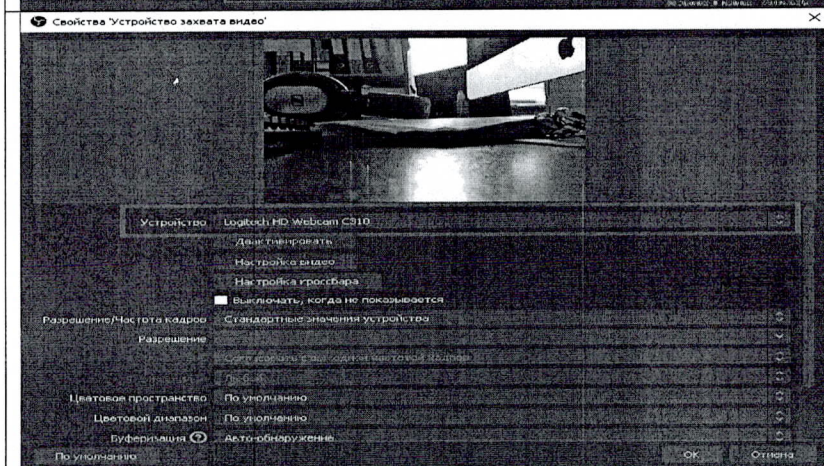 Свойства 'Устройство захвата видео'
Устройство Logitech HD Webcam C310
Деактивировать
Настройка видео
Настройка кроссбара
Выключать, когда не показывается
Разрешение/Частота кадров Стандартные значения устройства
Разрешение
Цветовое пространство По умолчанию
Цветовой диапазон По умолчанию
Буферизация Авто-обнаружение
По умолчанию ОК Отмена